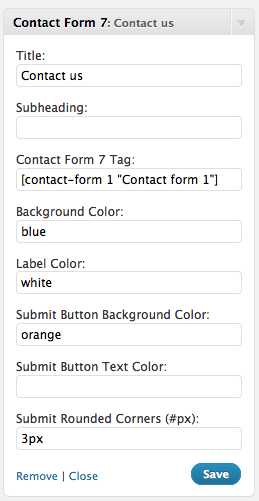 Contact Form 7: Contact us
Title:
Contact us
Subheading:
Contact Form 7 Tag:
[contact-form 1 "Contact form 1"]
Background Color:
blue
Label Color:
white
Submit Button Background Color:
orange
Submit Button Text Color:
Submit Rounded Corners (#px):
3px
Remove | Close Save